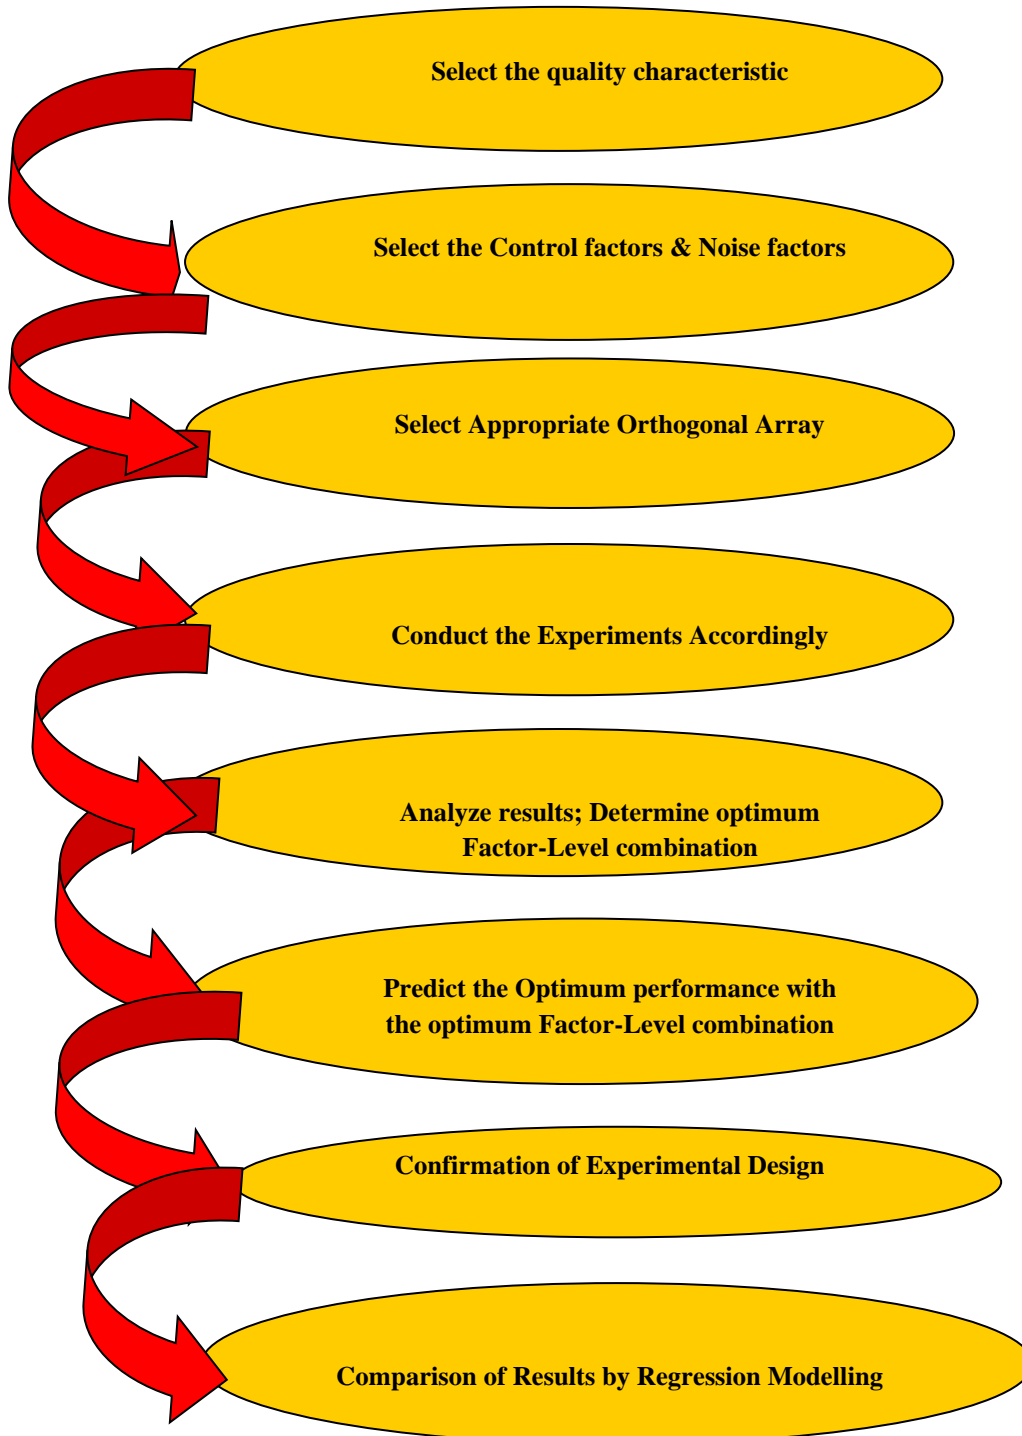 Select the quality characteristic
Select the Control factors & Noise factors
Select Appropriate Orthogonal Array
Conduct the Experiments Accordingly
Analyze results; Determine optimum
Factor-Level combination
Predict the Optimum performance with
the optimum Factor-Level combination
Confirmation of Experimental Design
Comparison of Results by Regression Modelling